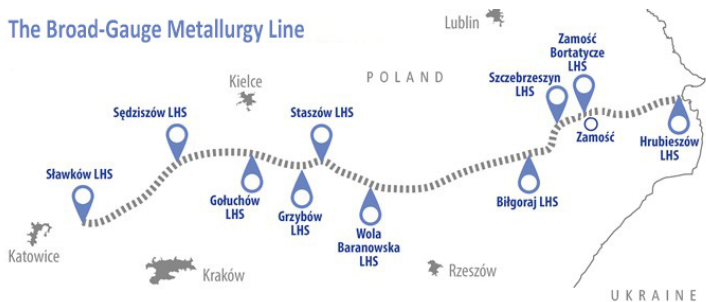 The Broad-Gauge Metallurgy Line
Lublin
Zamość
Bortatycze
LHS
Kielce
POLAND
Szczebrzeszyn
LHS
Sędziszów LHS
Staszów LHS
Zamość
Hrubieszów
LHS
Sławków LHS
Gołuchów
LHS
Grzybów
LHS
Biłgoraj LHS
Wola
Baranowska
LHS
Katowice
Kraków
Rzeszów
UKRAINE